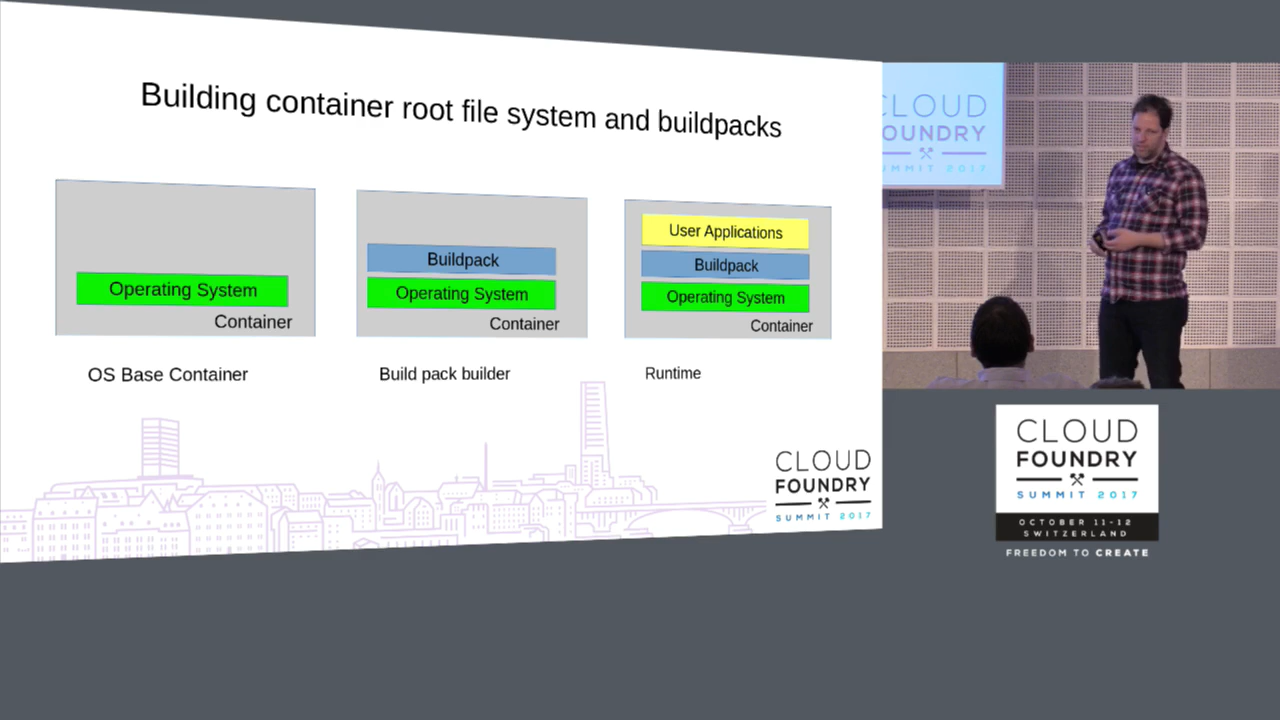 Building container root file system and buildpacks
Operating System
Container
OS Base Container
Buildpack
Operating System
Container
Build pack builder
User Applications
Buildpack
Operating System
Container
Runtime
CLOUD
FOUNDRY
SUMMIT 2017
CLOUD
OUNDRY
MMIT 2017
CLOUD
FOUNDRY
SUMMIT 2017
OCTOBER 11-12
SWITZERLAND
FREEDOM TO CREATE